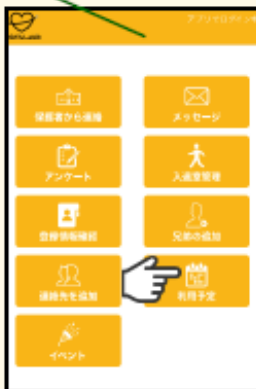 保護者から連絡
メッセージ
アンケート
入退室管理
登録情報確認
兄弟の追加
連絡先を追加
利用予定
イベント